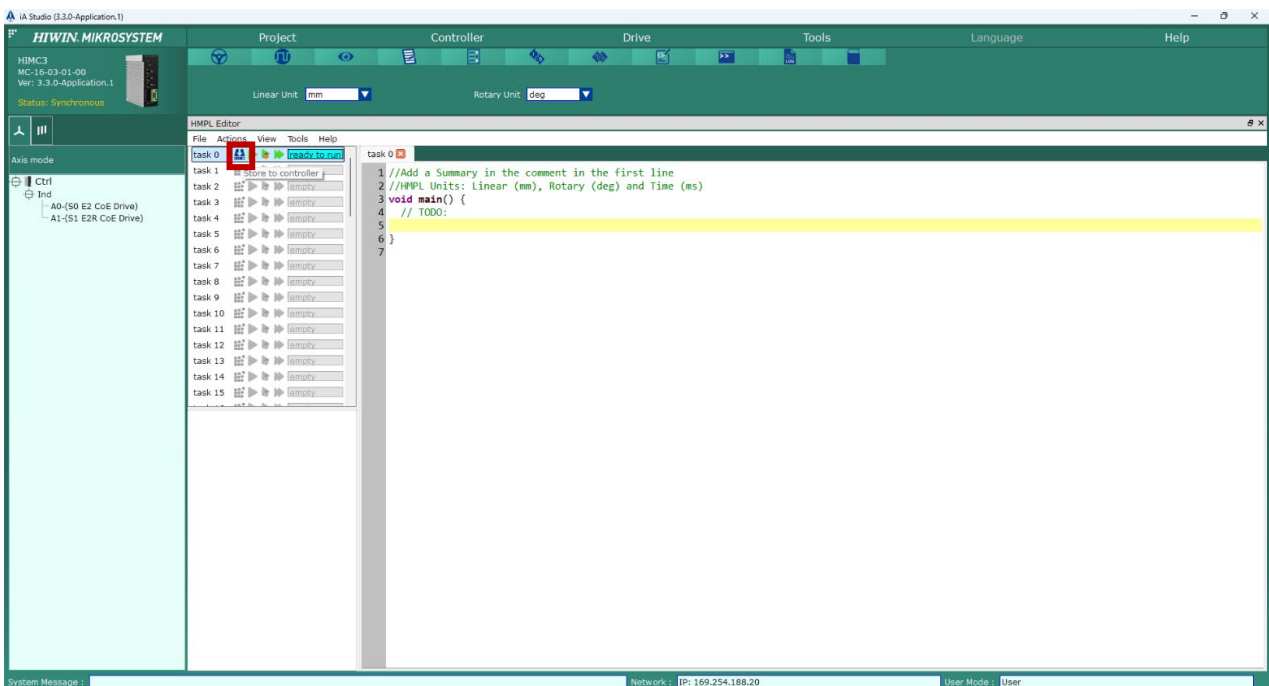 iA Studio (3.3.0-Application.1)
HIWIN. MIKROSYSTEM
Project Controller Drive Tools Language Help
HIMC3
MC-16-03-01-00
Ver: 3.3.0-Application.1
Status: Synchronous
Linear Unit mm Rotary Unit deg
Axis mode
Ctrl
Ind
A0-(S0 E2 CoE Drive)
A1-(S1 E2R CoE Drive)
HMPL Editor
File Actions View Tools Help
task 0 ready to run
task 1
Store to controller
task 2 empty
task 3 empty
task 4 empty
task 5 empty
task 6 empty
task 7 empty
task 8 empty
task 9 empty
task 10 empty
task 11 empty
task 12 empty
task 13 empty
task 14 empty
task 15 empty
task 0
1 //Add a Summary in the comment in the first line
2 //HMPL Units: Linear (mm), Rotary (deg) and Time (ms)
3 void main() {
4 // TODO:
5
6 }
7
System Message : Network : IP: 169.254.188.20 User Mode : User